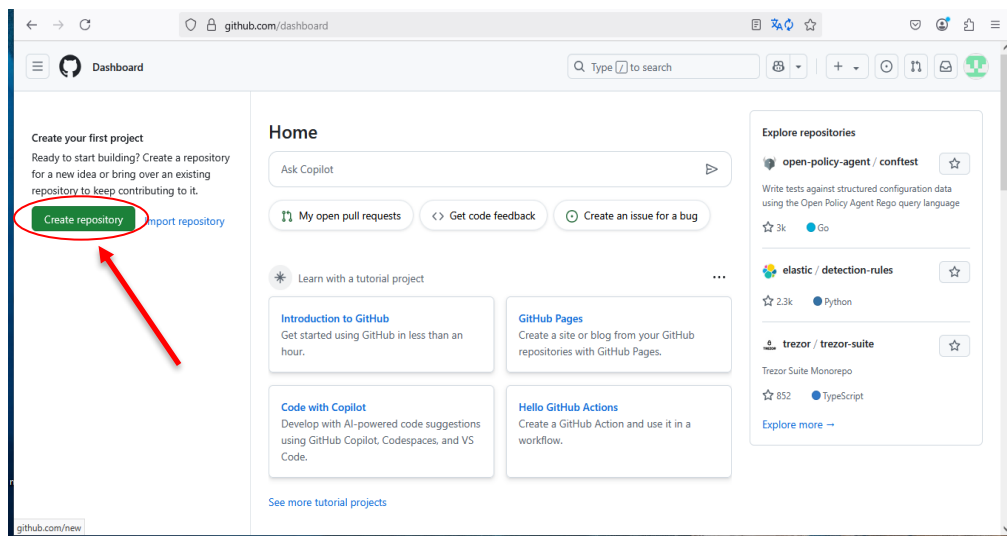 github.com/dashboard
Dashboard
Type / to search
Create your first project
Ready to start building? Create a repository
for a new idea or bring over an existing
repository to keep contributing to it.
Create repository
Import repository
Home
Ask Copilot
My open pull requests
Get code feedback
Create an issue for a bug
Learn with a tutorial project
Introduction to GitHub
Get started using GitHub in less than an
hour.
GitHub Pages
Create a site or blog from your GitHub
repositories with GitHub Pages.
Code with Copilot
Develop with AI-powered code suggestions
using GitHub Copilot, Codespaces, and VS
Code.
Hello GitHub Actions
Create a GitHub Action and use it in a
workflow.
See more tutorial projects
Explore repositories
open-policy-agent / conftest
Write tests against structured configuration data
using the Open Policy Agent Rego query language
3k Go
elastic / detection-rules
2.3k Python
trezor / trezor-suite
Trezor Suite Monorepo
852 TypeScript
Explore more →
github.com/new